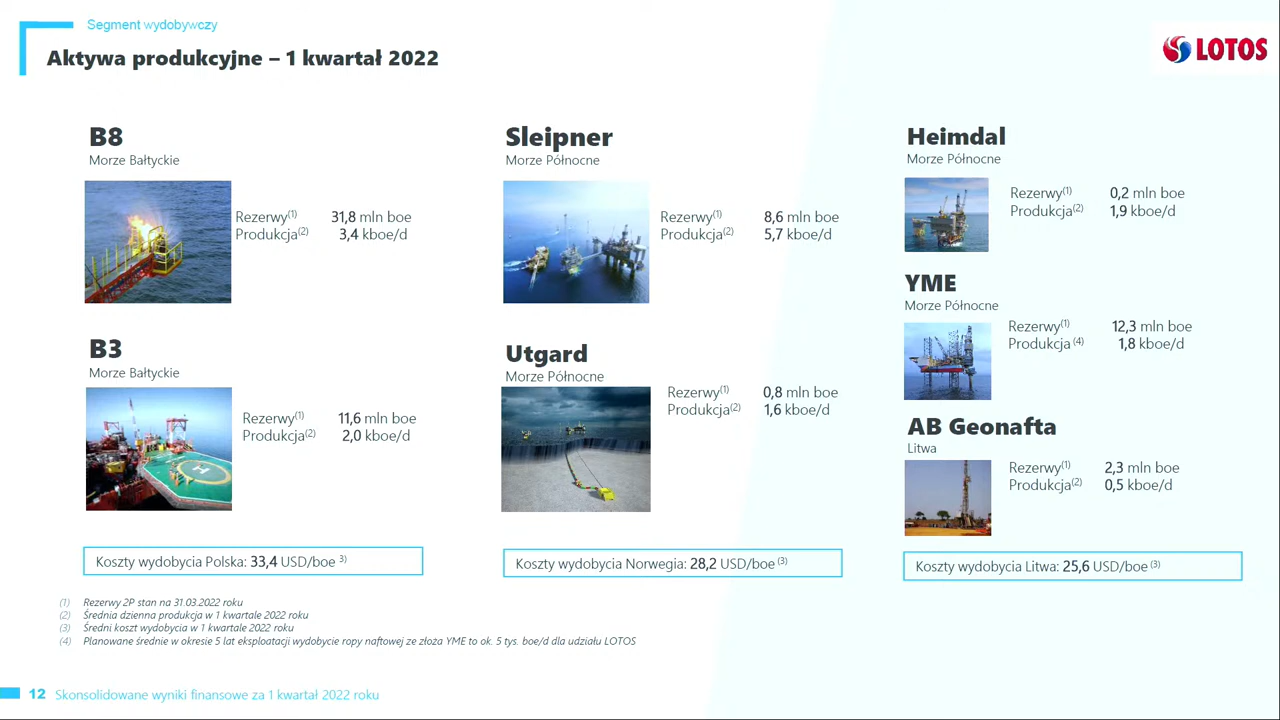 Segment wydobywczy
Aktywa produkcyjne – 1 kwartał 2022
LOTOS
B8
Morze Bałtyckie
Rezerwy(1) 31,8 mln boe
Produkcja(2) 3,4 kboe/d
B3
Morze Bałtyckie
Rezerwy(1) 11,6 mln boe
Produkcja(2) 2,0 kboe/d
Koszty wydobycia Polska: 33,4 USD/boe 3)
Sleipner
Morze Północne
Rezerwy(1) 8,6 mln boe
Produkcja(2) 5,7 kboe/d
Utgard
Morze Północne
Rezerwy(1) 0,8 mln boe
Produkcja(2) 1,6 kboe/d
Koszty wydobycia Norwegia: 28,2 USD/boe (3)
Heimdal
Morze Północne
Rezerwy(1) 0,2 mln boe
Produkcja(2) 1,9 kboe/d
YME
Morze Północne
Rezerwy(1) 12,3 mln boe
Produkcja (4) 1,8 kboe/d
AB Geonafta
Litwa
Rezerwy(1) 2,3 mln boe
Produkcja(2) 0,5 kboe/d
Koszty wydobycia Litwa: 25,6 USD/boe (3)
(1) Rezerwy 2P stan na 31.03.2022 roku
(2) Średnia dzienna produkcja w 1 kwartale 2022 roku
(3) Średni koszt wydobycia w 1 kwartale 2022 roku
(4) Planowane średnie w okresie 5 lat eksploatacji wydobycie ropy naftowej ze złoża YME to ok. 5 tys. boe/d dla udziału LOTOS
12 Skonsolidowane wyniki finansowe za 1 kwartał 2022 roku